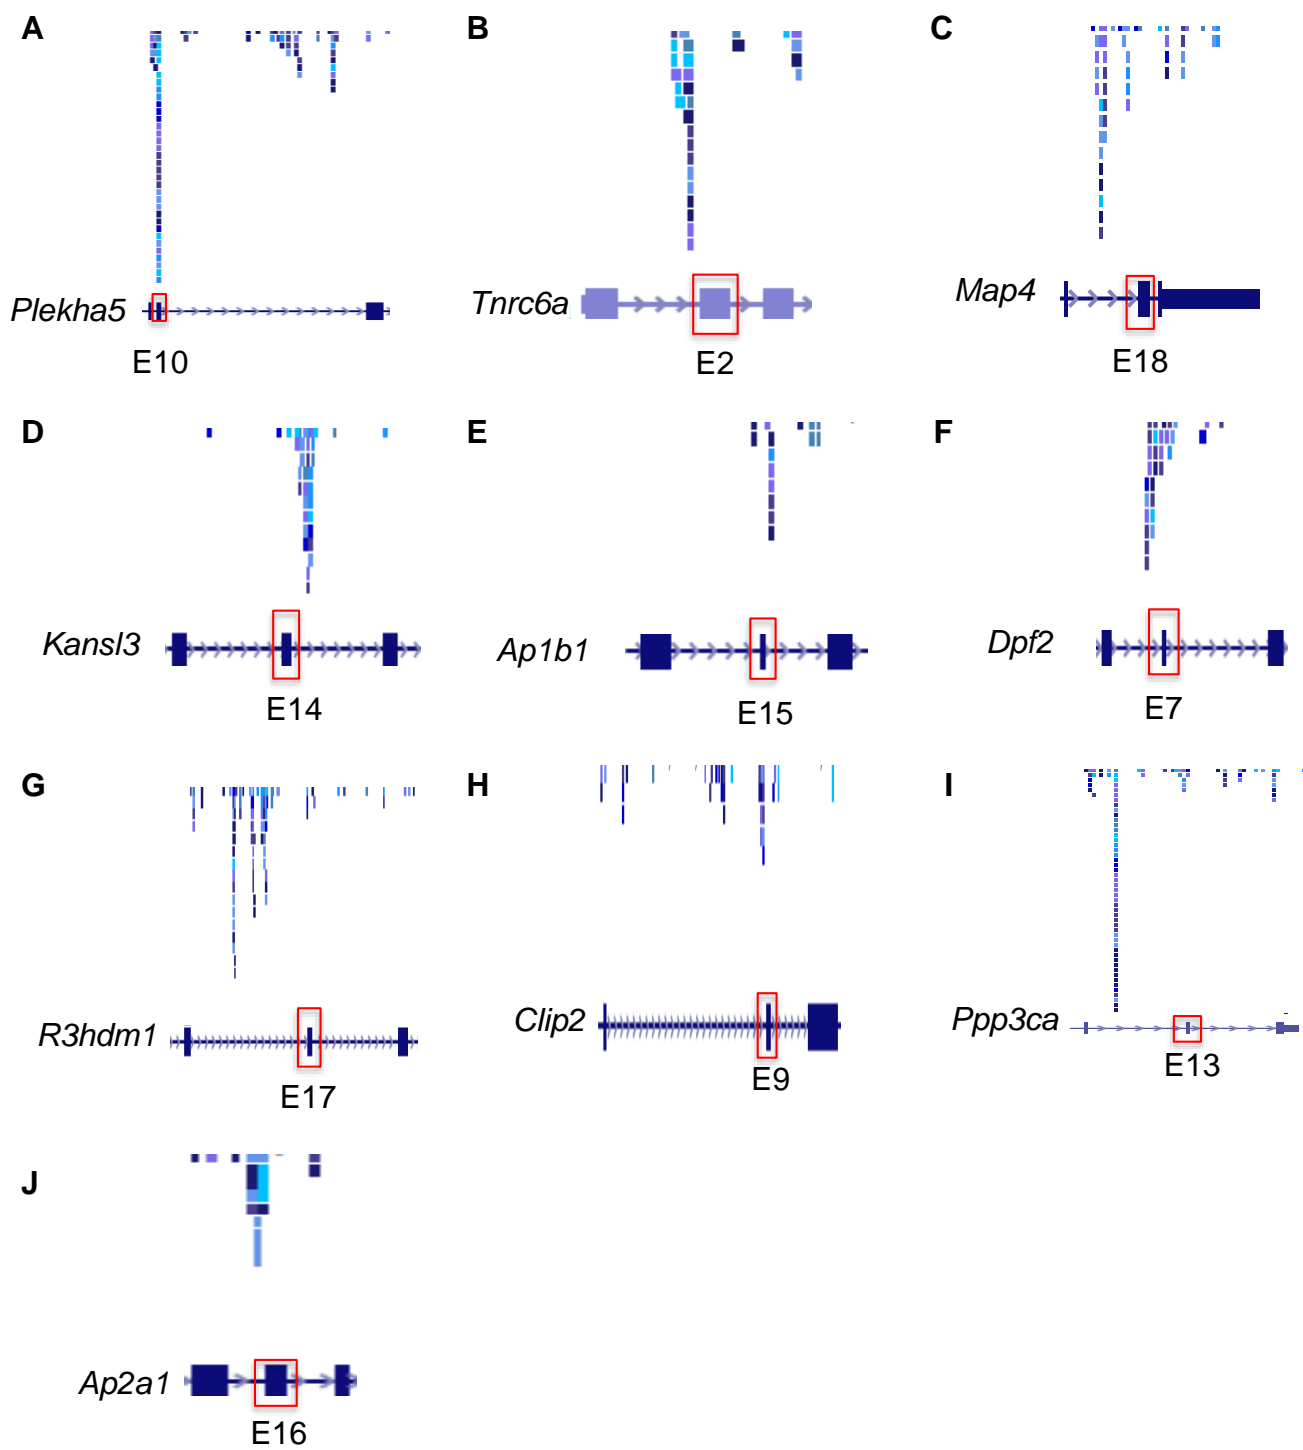 A
B
C
Plekha5
Tnrc6a
Map4
E10
E2
E18
D
E
F
Kansl3
Ap1b1
Dpf2
E14
E15
E7
G
H
I
R3hdm1
Clip2
Ppp3ca
E17
E9
E13
J
Ap2a1
E16